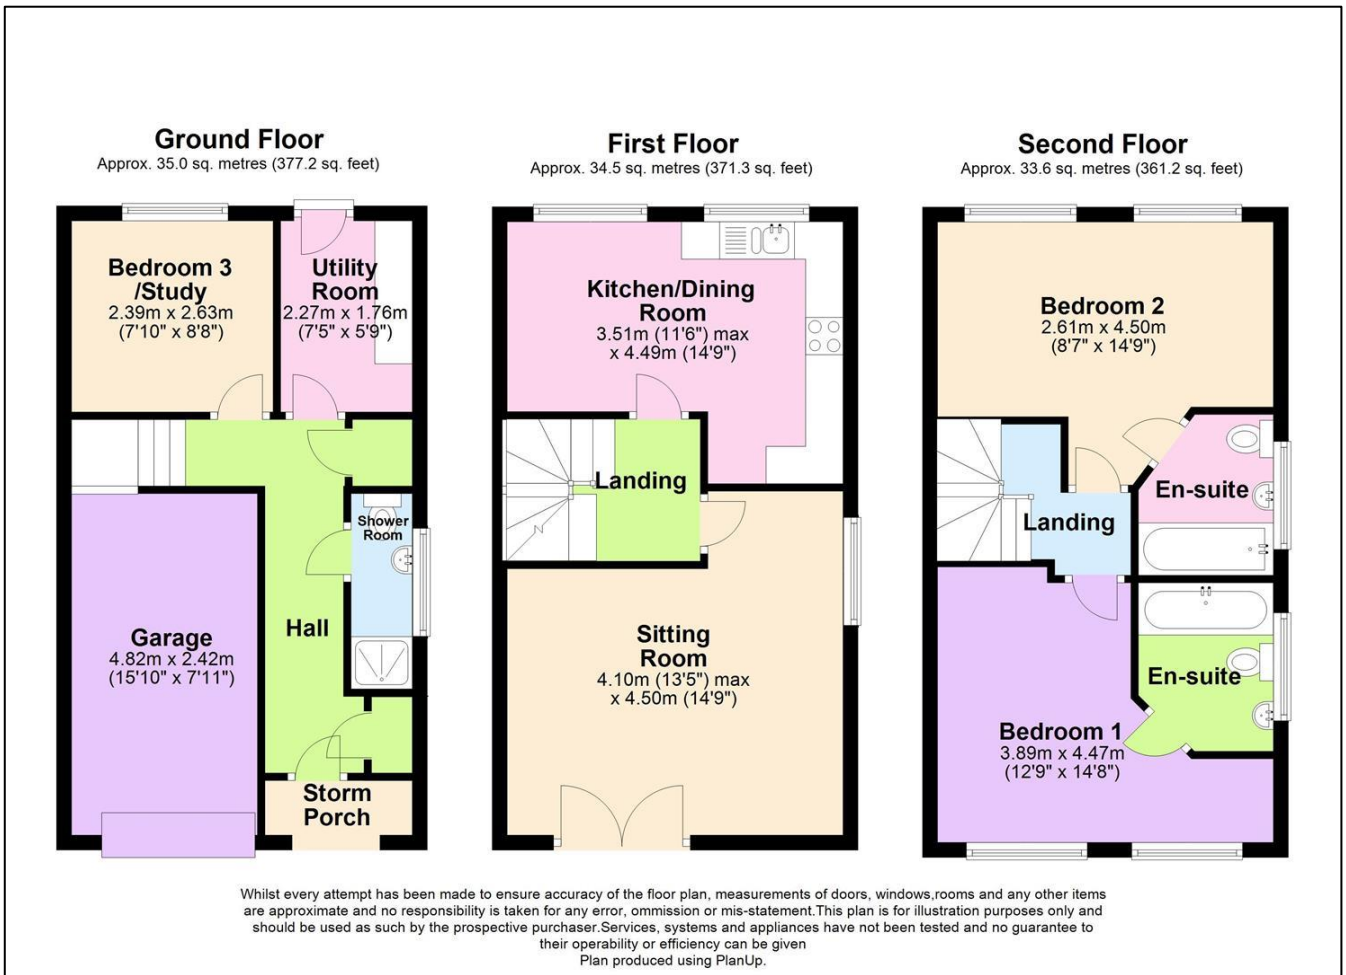 Ground Floor
Approx. 35.0 sq. metres (377.2 sq. feet)
Bedroom 3
/Study
2.39m x 2.63m
(7'10" x 8'8")
Utility
Room
2.27m x 1.76m
(7'5" x 5'9")
Shower
Room
Hall
Garage
4.82m x 2.42m
(15'10" x 7'11")
Storm
Porch
First Floor
Approx. 34.5 sq. metres (371.3 sq. feet)
Kitchen/Dining
Room
3.51m (11'6") max
x 4.49m (14'9")
Landing
Sitting
Room
4.10m (13'5") max
x 4.50m (14'9")
Second Floor
Approx. 33.6 sq. metres (361.2 sq. feet)
Bedroom 2
2.61m x 4.50m
(8'7" x 14'9")
En-suite
Landing
En-suite
Bedroom 1
3.89m x 4.47m
(12'9" x 14'8")
Whilst every attempt has been made to ensure accuracy of the floor plan, measurements of doors, windows,rooms and any other items
are approximate and no responsibility is taken for any error, ommission or mis-statement.This plan is for illustration purposes only and
should be used as such by the prospective purchaser.Services, systems and appliances have not been tested and no guarantee to
their operability or efficiency can be given
Plan produced using PlanUp.